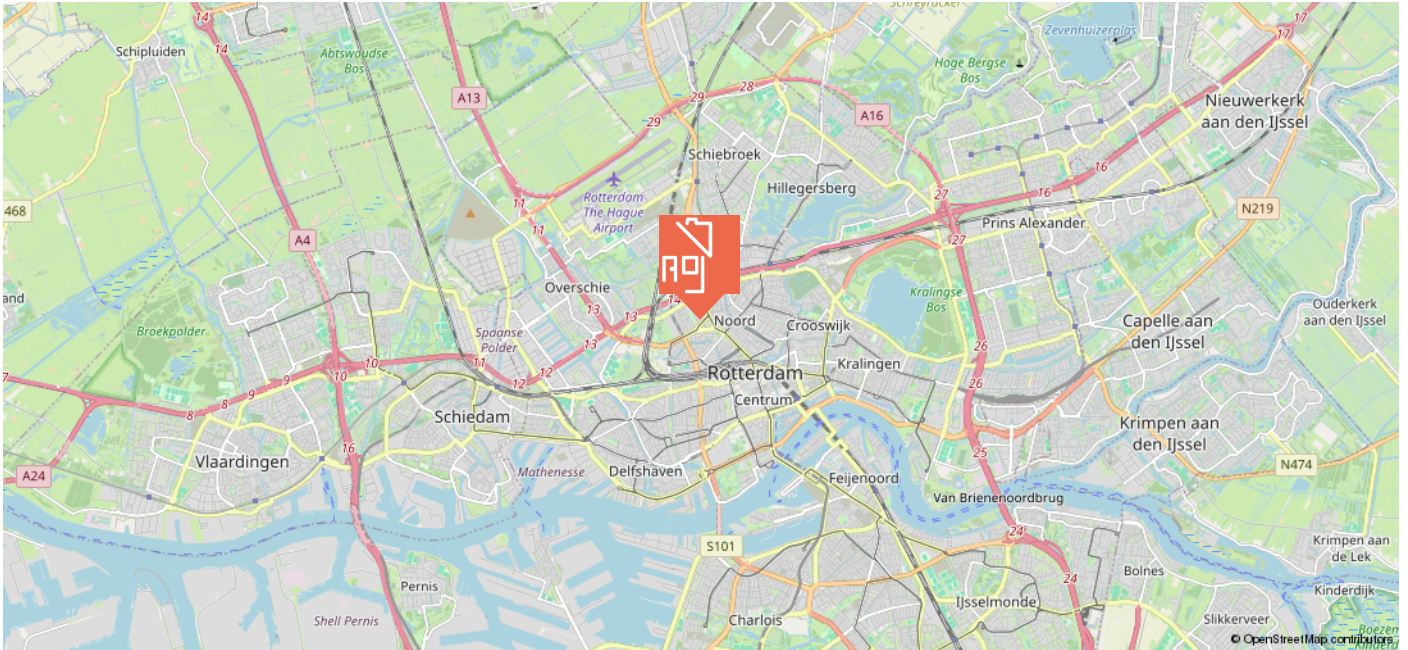 14
17
Schipluiden
14
Abtswoudse
Bos
Zevenhuizerplas
17
Hoge Bergse
Bos
A13
29
28
Nieuwerkerk
aan den IJssel
29
A16
Schiebroek
16
Hillegersberg
27
16
Rotterdam
The Hague
Airport
11
468
A4
11
N219
Prins Alexander
27
Overschie
Kralingse
Bos
14
Broekpolder
13
13
Noord
Crooswijk
Ouderkerk
aan den IJssel
Capelle aan
den IJssel
Spaanse
Polder
13
26
10
11
Kralingen
7
9
10
12
12
Rotterdam
26
8
8
9
Centrum
Schiedam
Krimpen aan
den IJssel
16
25
Vlaardingen
A24
Mathenesse
Delfshaven
Feijenoord
N474
Van Brienenoordbrug
24
S101
Krimpen aan
de Lek
Pernis
24
Bolnes
Kinderdijk
IJsselmonde
Shell Pernis
Charlois
Slikkerveer
© OpenStreetMap contributors